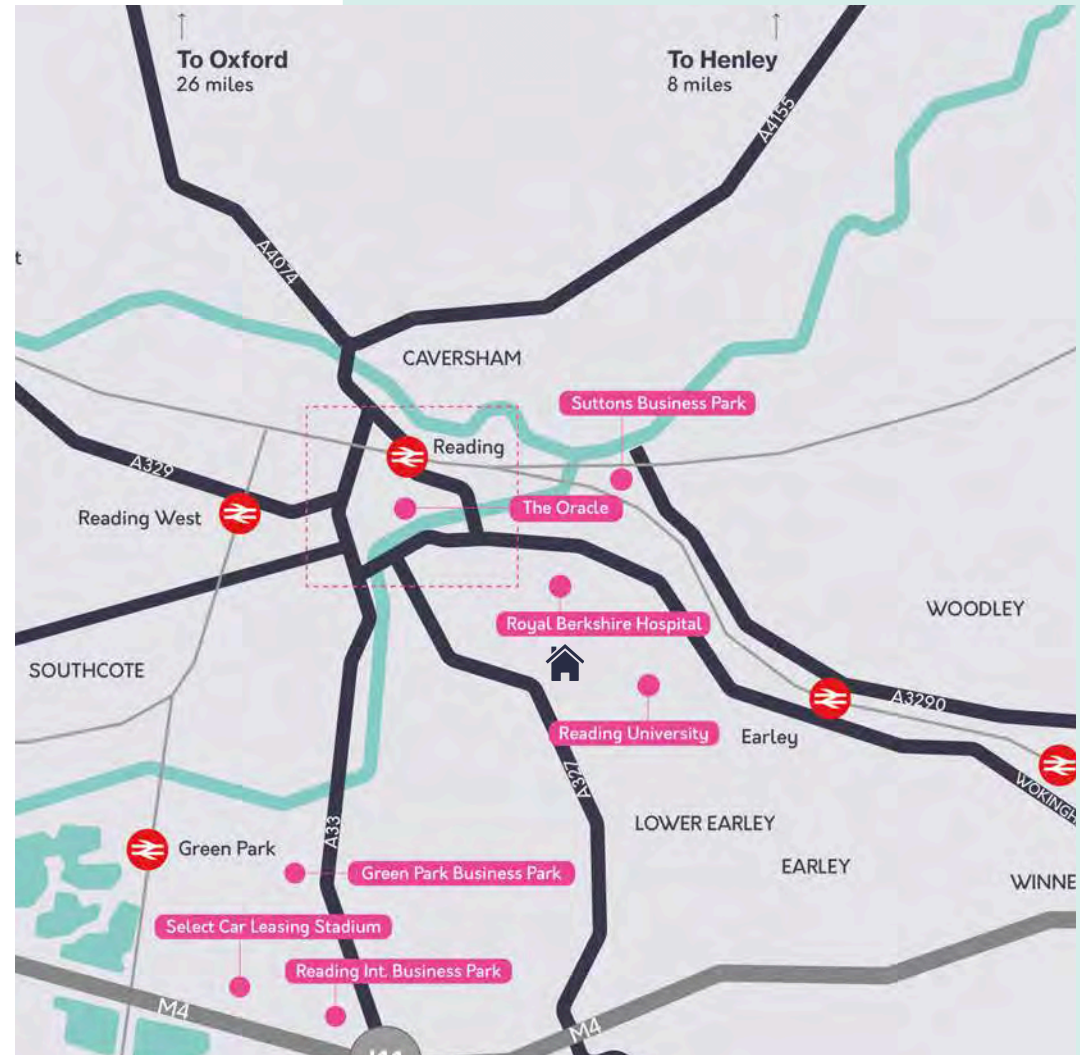 To Oxford
26 miles
To Henley
8 miles
A4155
A4074
t
CAVERSHAM
Suttons Business Park
Reading
A329
The Oracle
Reading West
Royal Berkshire Hospital
WOODLEY
SOUTHCOTE
A3290
Reading University
Earley
A327
WOKINGH
LOWER EARLEY
A33
Green Park
EARLEY
Green Park Business Park
WINNE
Select Car Leasing Stadium
Reading Int. Business Park
M4
M4